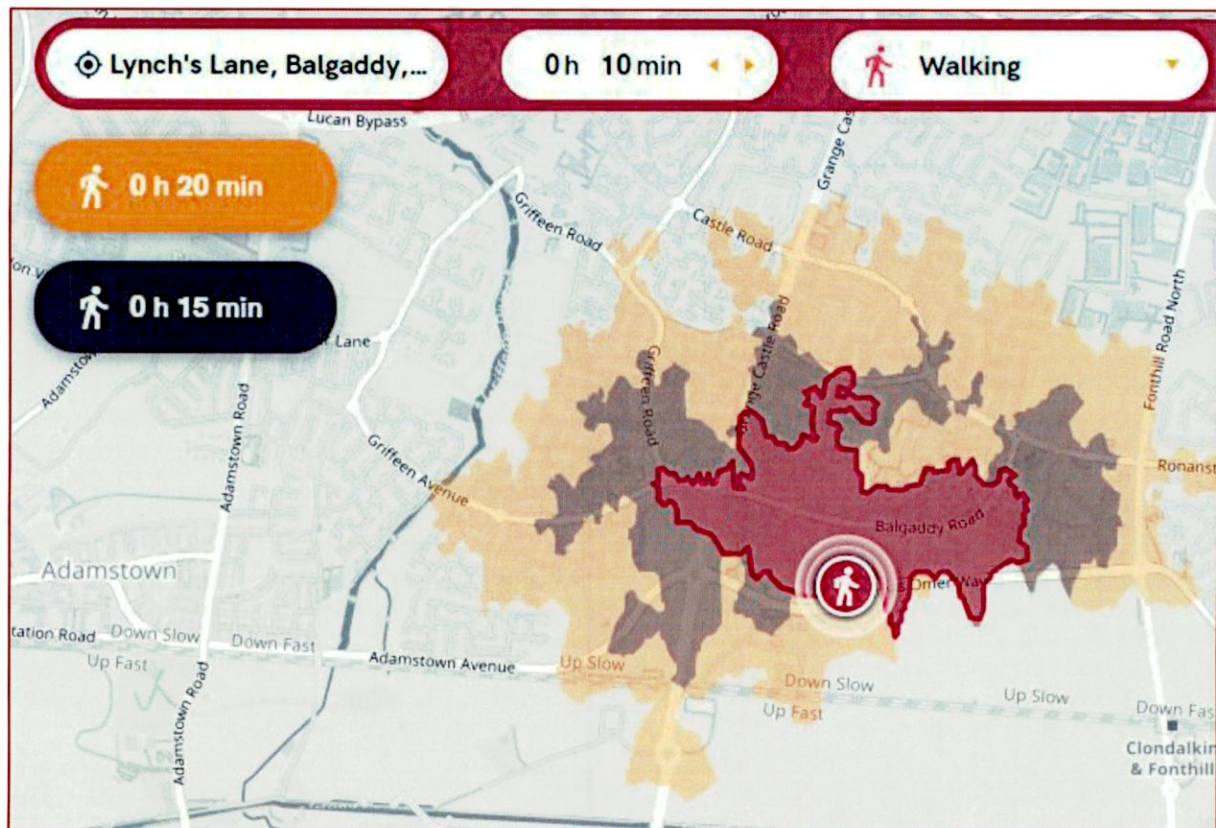 Lynch's Lane, Balgaddy,...
0 h 10 min
Walking
Lucan Bypass
0 h 20 min
Griffeen Road
Castle Road
0 h 15 min
Lane
Fonthill Road North
Griffeen Road
Adamstown Road
Griffeen Avenue
Ronanst
Balgaddy Road
Adamstown
Omer Way
tation Road
Down Slow
Down Fast
Up Fast
Adamstown Avenue
Up Slow
Down Slow
Up Fast
Up Slow
Down Fas
Adamstown Road
Clondalkin
& Fonthill